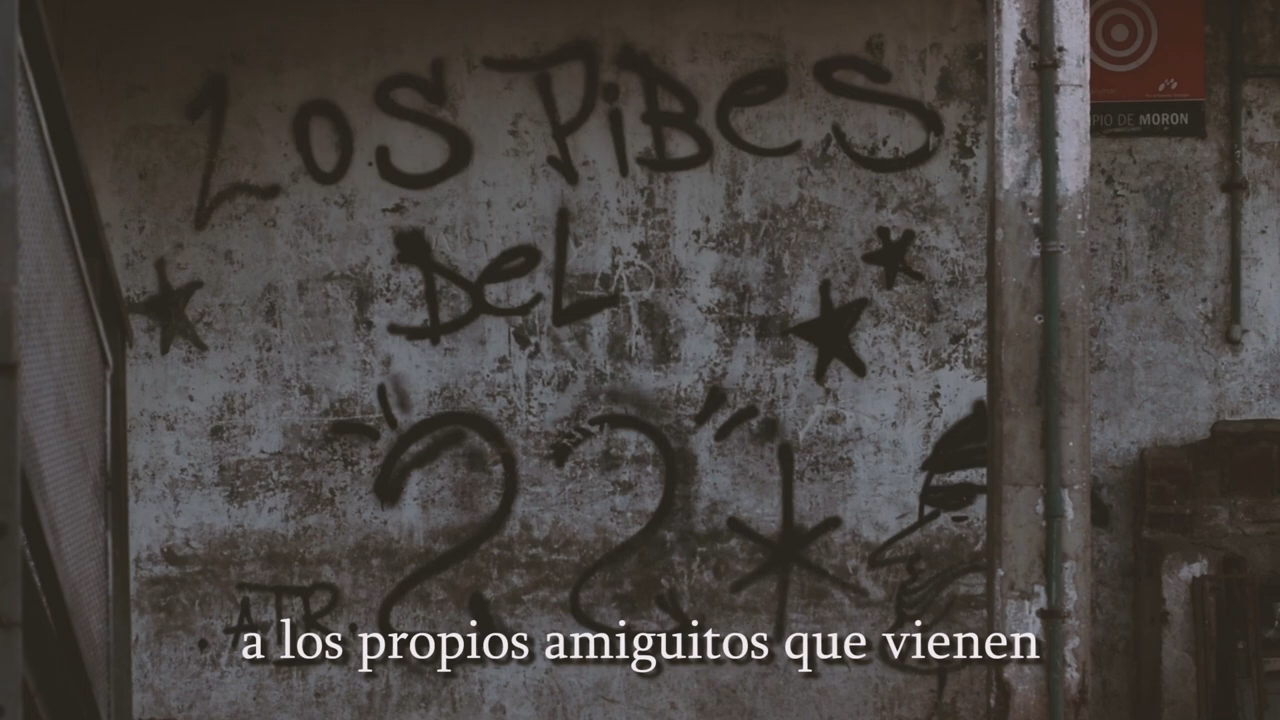 Los PiBes
DeL
"22"
PIO DE MORON
ATR.
a los propios amiguitos que vienen